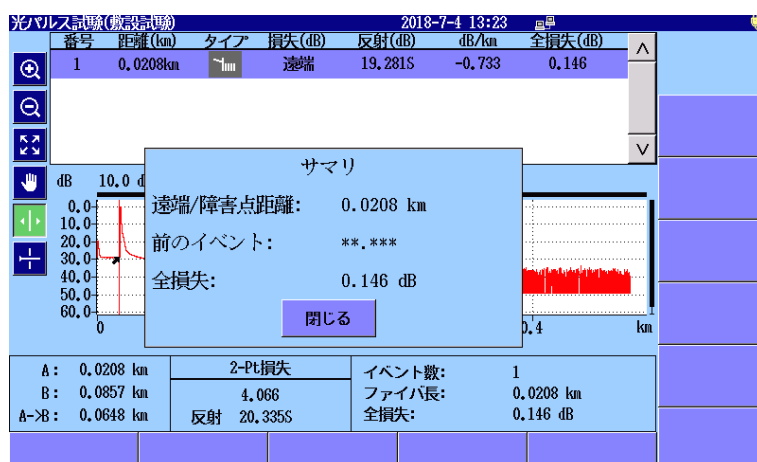 光パルス試験(敷設試験) 2018-7-4 13:23
番号 距離(km) タイプ 損失(dB) 反射(dB) dB/km 全損失(dB)
1 0.0208km 遠端 19.281S -0.733 0.146
サマリ
dB 10.0 d
遠端/障害点距離: 0.0208 km
前のイベント: **.***
全損失: 0.146 dB
閉じる
0.0
10.0
20.0
30.0
40.0
50.0
60.0
0 0.4 km
A: 0.0208 km 2-Pt損失 イベント数: 1
B: 0.0857 km 4.066 ファイバ長: 0.0208 km
A->B: 0.0648 km 反射 20.335S 全損失: 0.146 dB